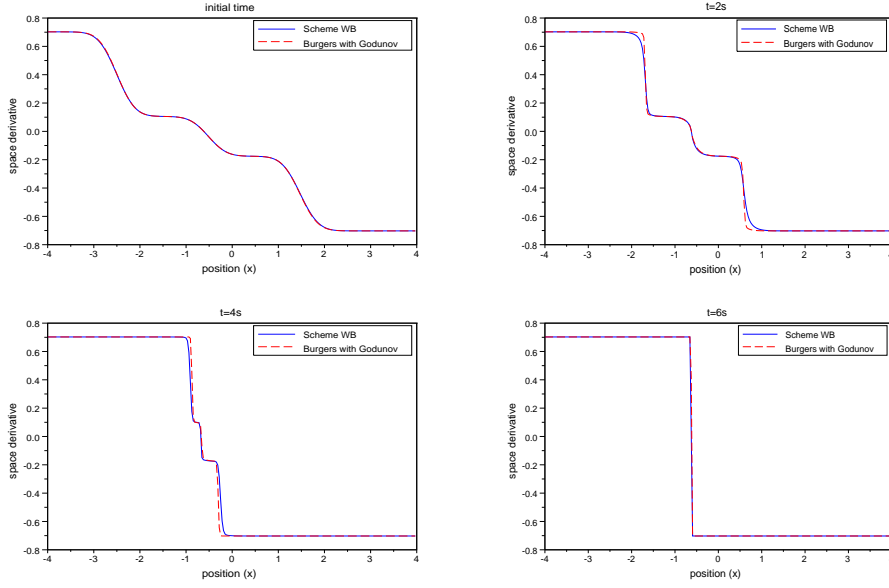 initial time
Scheme WB
Burgers with Godunov
space derivative
0.8
0.6
0.4
0.2
0.0
-0.2
-0.4
-0.6
-0.8
-4 -3 -2 -1 0 1 2 3 4
position (x)
t=2s
Scheme WB
Burgers with Godunov
space derivative
0.8
0.6
0.4
0.2
0.0
-0.2
-0.4
-0.6
-0.8
-4 -3 -2 -1 0 1 2 3 4
position (x)
t=4s
Scheme WB
Burgers with Godunov
space derivative
0.8
0.6
0.4
0.2
0.0
-0.2
-0.4
-0.6
-0.8
-4 -3 -2 -1 0 1 2 3 4
position (x)
t=6s
Scheme WB
Burgers with Godunov
space derivative
0.8
0.6
0.4
0.2
0.0
-0.2
-0.4
-0.6
-0.8
-4 -3 -2 -1 0 1 2 3 4
position (x)